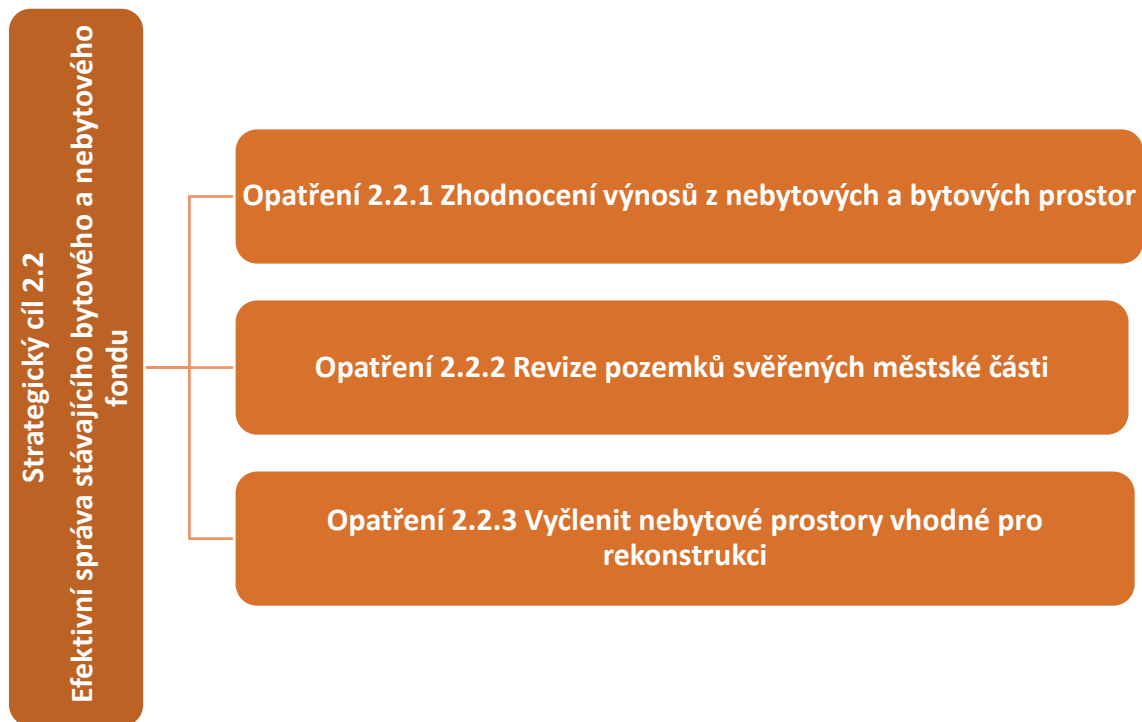 Strategický cíl 2.2
Efektivní správa stávajícího bytového a nebytového
fondu
Opatření 2.2.1 Zhodnocení výnosů z nebytových a bytových prostor
Opatření 2.2.2 Revize pozemků svěřených městské části
Opatření 2.2.3 Vyčlenit nebytové prostory vhodné pro
rekonstrukci